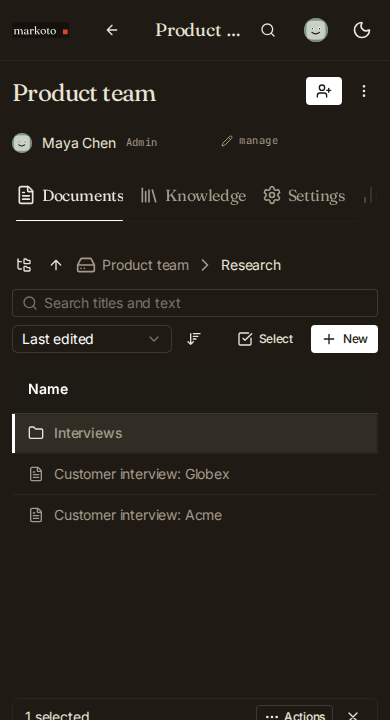 markoto
Product ...
Product team
Maya Chen Admin manage
Documents Knowledge Settings
Product team Research
Search titles and text
Last edited Select New
Name
Interviews
Customer interview: Globex
Customer interview: Acme
1 selected Actions